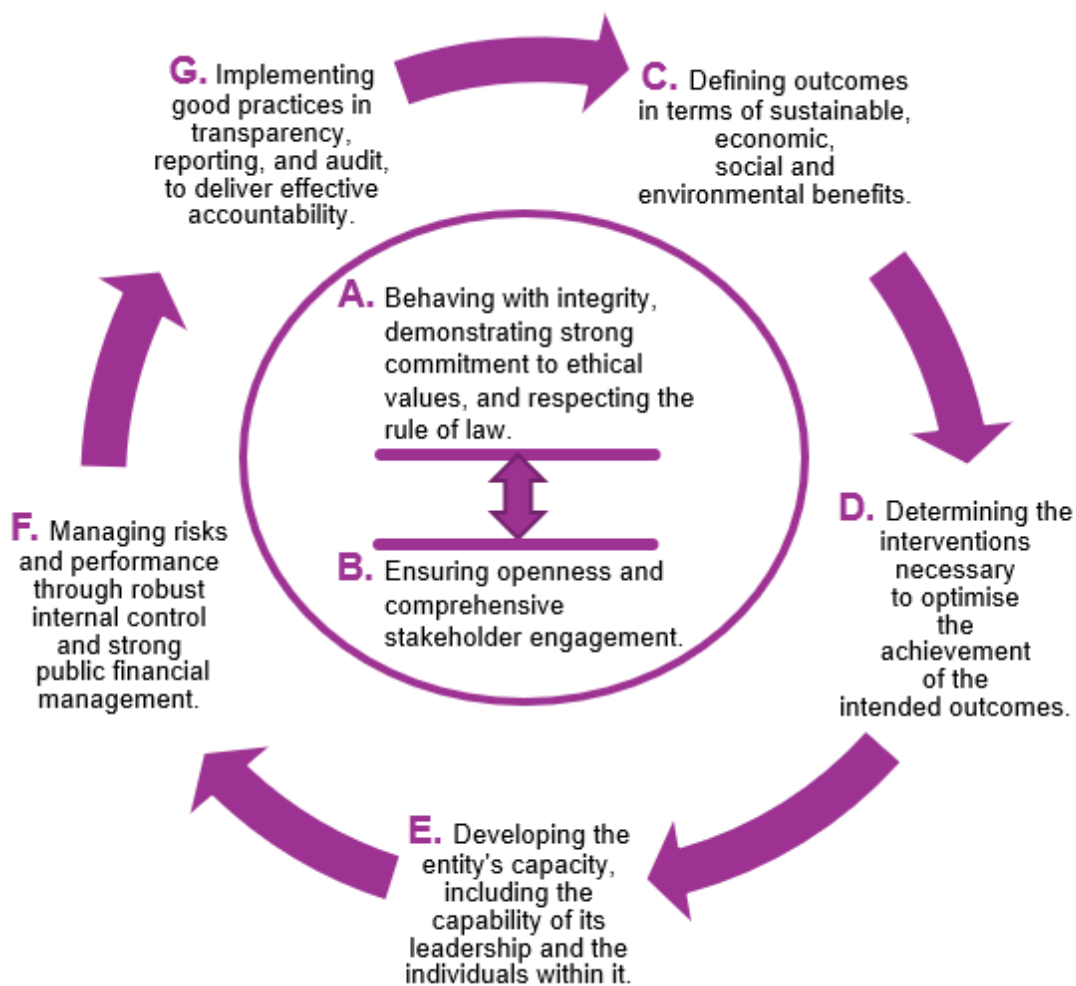 G. Implementing
good practices in
transparency,
reporting, and audit,
to deliver effective
accountability.
C. Defining outcomes
in terms of sustainable,
economic,
social and
environmental benefits.
A. Behaving with integrity,
demonstrating strong
commitment to ethical
values, and respecting the
rule of law.
B. Ensuring openness and
comprehensive
stakeholder engagement.
D. Determining the
interventions
necessary
to optimise
the
achievement
of the
intended outcomes.
F. Managing risks
and performance
through robust
internal control
and strong
public financial
management.
E. Developing the
entity's capacity,
including the
capability of its
leadership and the
individuals within it.